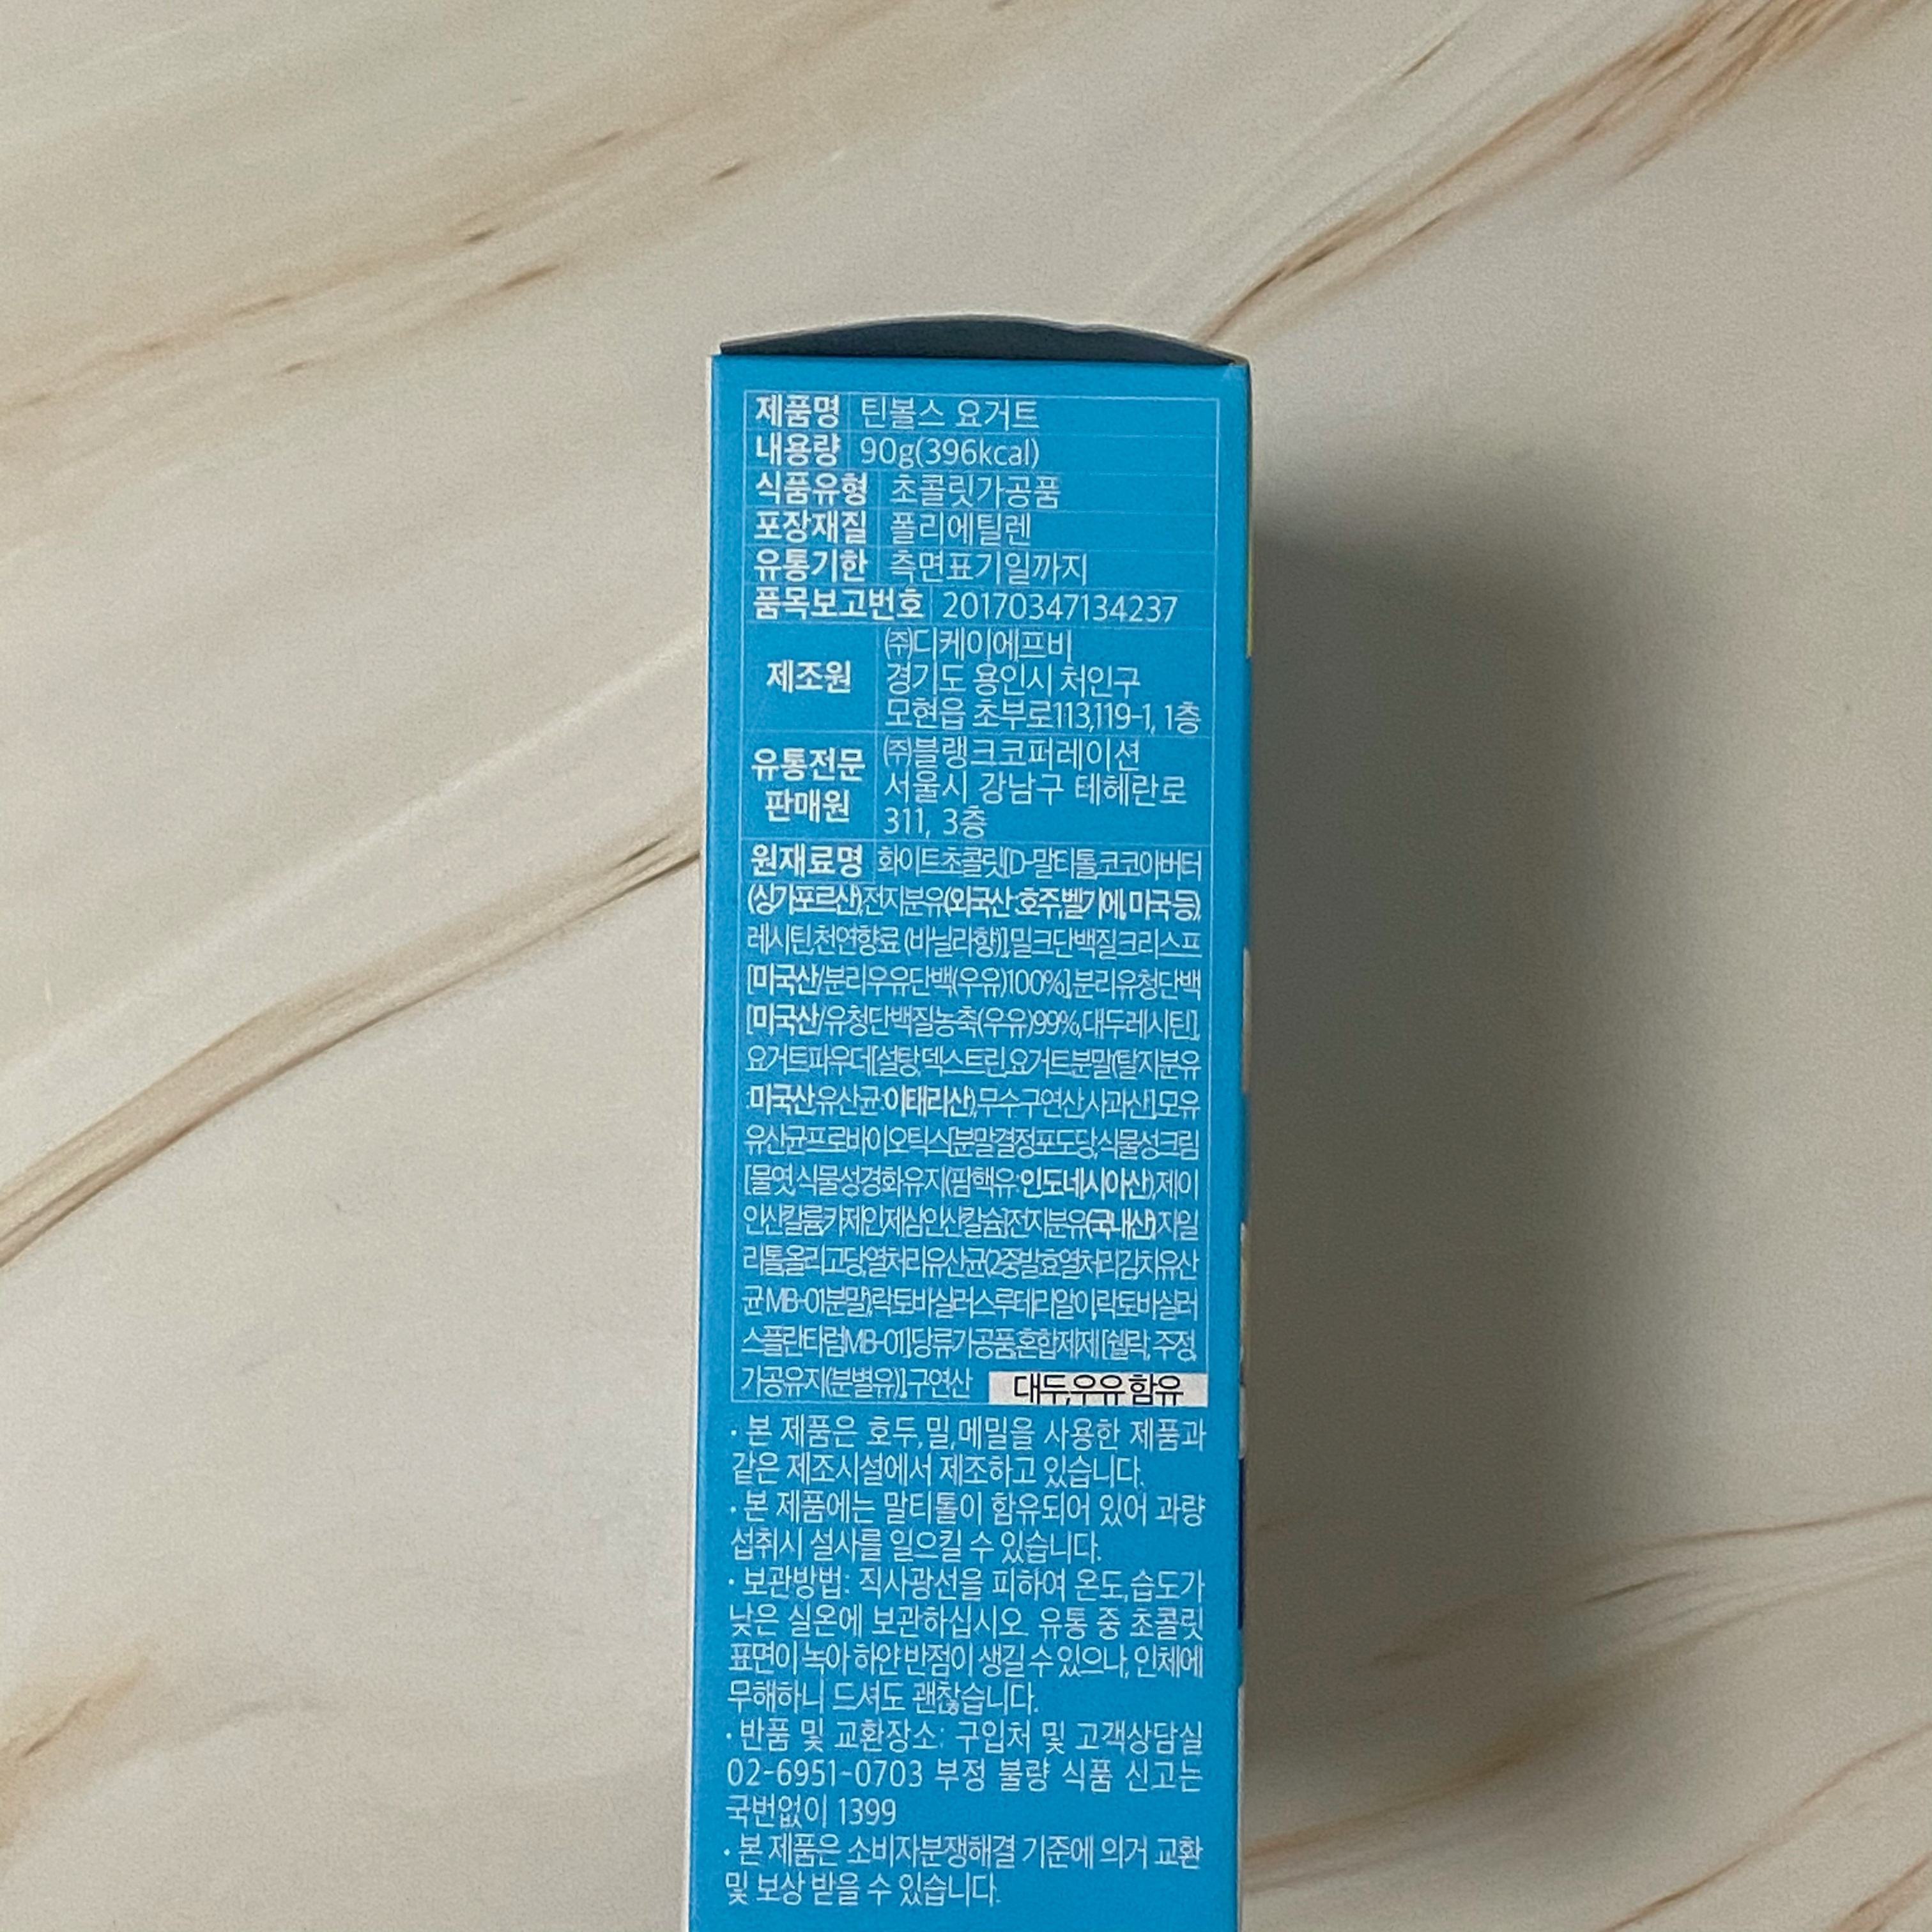 제품명 틴볼스 요거트
내용량 90g(396kcal)
식품유형 초콜릿가공품
포장재질 폴리에틸렌
유통기한 측면표기일까지
품목보고번호 20170347134237
제조원 ㈜디케이에프비
경기도 용인시 처인구
모현읍 초부로113,119-1, 1층
유통전문판매원 ㈜블랭크코퍼레이션
서울시 강남구 테헤란로
311, 3층
원재료명 화이트초콜릿[D-말티톨,코코아버터
(싱가포르산),전지분유(외국산:호주,벨기에,미국 등),
레시틴,천연향료 (바닐라향)],밀크단백질크리스프
[미국산/분리우유단백(우유)100%],분리유청단백
[미국산/유청단백질농축(우유)99%,대두레시틴],
요거트파우더[설탕,덱스트린,요거트분말(탈지분유
:미국산,유산균:이태리산),무수구연산,사과산],모유
유산균프로바이오틱스[분말결정포도당,식물성크림
[물엿,식물성경화유지(팜핵유:인도네시아산),제이
인산칼륨,카제인,제삼인산칼슘],전지분유(국내산),자일
리톨,올리고당,열처리유산균(2중발효열처리김치유산
균MB-01분말),락토바실러스루테리알이,락토바실러
스플란타럼MB-01],당류가공품,혼합제제[쉘락, 주정,
가공유지(분별유)],구연산 대두,우유 함유
· 본 제품은 호두,밀,메밀을 사용한 제품과
같은 제조시설에서 제조하고 있습니다.
· 본 제품에는 말티톨이 함유되어 있어 과량
섭취시 설사를 일으킬 수 있습니다.
· 보관방법: 직사광선을 피하여 온도,습도가
낮은 실온에 보관하십시오. 유통 중 초콜릿
표면이 녹아 하얀 반점이 생길 수 있으나, 인체에
무해하니 드셔도 괜찮습니다.
· 반품 및 교환장소: 구입처 및 고객상담실
02-6951-0703 부정 불량 식품 신고는
국번없이 1399
· 본 제품은 소비자분쟁해결 기준에 의거 교환
및 보상 받을 수 있습니다.